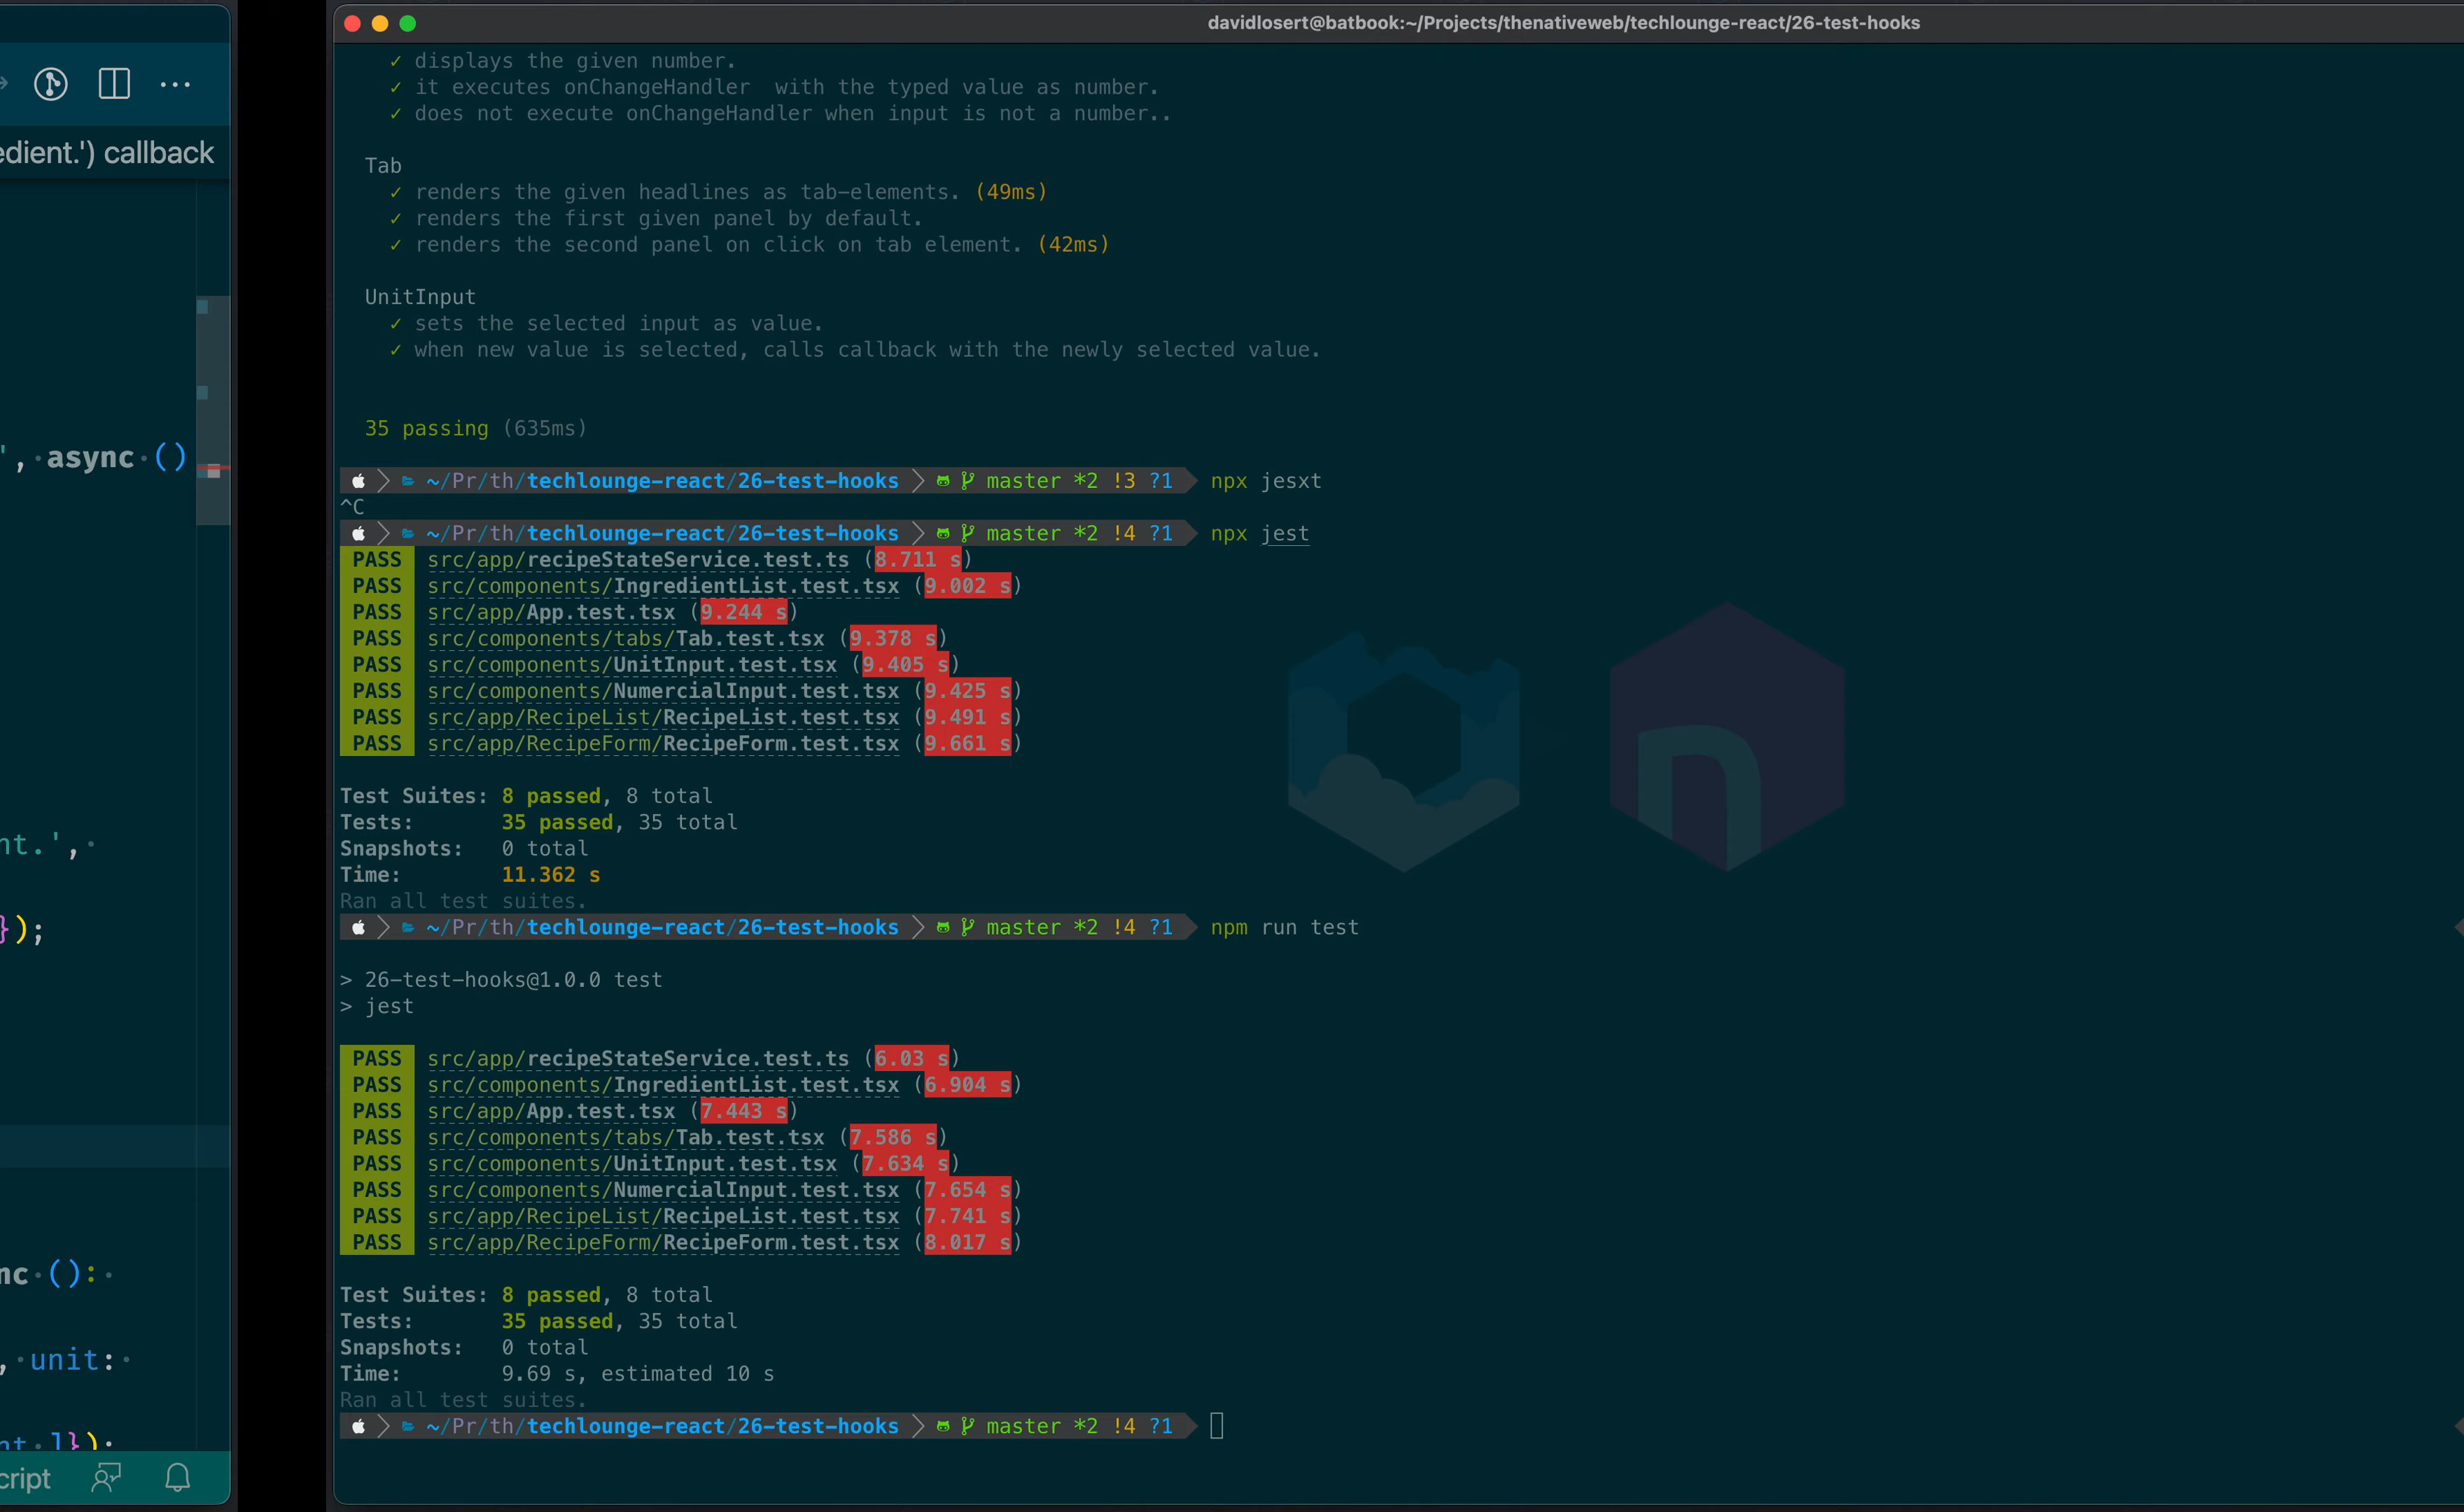 edient.') callback
', async ()
nt.',
});
nc ():
, unit:
nt ]});
cript
davidlosert@batbook:~/Projects/thenativeweb/techlounge-react/26-test-hooks
✓ displays the given number.
✓ it executes onChangeHandler  with the typed value as number.
✓ does not execute onChangeHandler when input is not a number..
Tab
✓ renders the given headlines as tab-elements. (49ms)
✓ renders the first given panel by default.
✓ renders the second panel on click on tab element. (42ms)
UnitInput
✓ sets the selected input as value.
✓ when new value is selected, calls callback with the newly selected value.
35 passing (635ms)
~/Pr/th/techlounge-react/26-test-hooks master *2 !3 ?1 npx jesxt
^C
~/Pr/th/techlounge-react/26-test-hooks master *2 !4 ?1 npx jest
PASS src/app/recipeStateService.test.ts (8.711 s)
PASS src/components/IngredientList.test.tsx (9.002 s)
PASS src/app/App.test.tsx (9.244 s)
PASS src/components/tabs/Tab.test.tsx (9.378 s)
PASS src/components/UnitInput.test.tsx (9.405 s)
PASS src/components/NumercialInput.test.tsx (9.425 s)
PASS src/app/RecipeList/RecipeList.test.tsx (9.491 s)
PASS src/app/RecipeForm/RecipeForm.test.tsx (9.661 s)
Test Suites: 8 passed, 8 total
Tests: 35 passed, 35 total
Snapshots: 0 total
Time: 11.362 s
Ran all test suites.
~/Pr/th/techlounge-react/26-test-hooks master *2 !4 ?1 npm run test
> 26-test-hooks@1.0.0 test
> jest
PASS src/app/recipeStateService.test.ts (6.03 s)
PASS src/components/IngredientList.test.tsx (6.904 s)
PASS src/app/App.test.tsx (7.443 s)
PASS src/components/tabs/Tab.test.tsx (7.586 s)
PASS src/components/UnitInput.test.tsx (7.634 s)
PASS src/components/NumercialInput.test.tsx (7.654 s)
PASS src/app/RecipeList/RecipeList.test.tsx (7.741 s)
PASS src/app/RecipeForm/RecipeForm.test.tsx (8.017 s)
Test Suites: 8 passed, 8 total
Tests: 35 passed, 35 total
Snapshots: 0 total
Time: 9.69 s, estimated 10 s
Ran all test suites.
~/Pr/th/techlounge-react/26-test-hooks master *2 !4 ?1
n